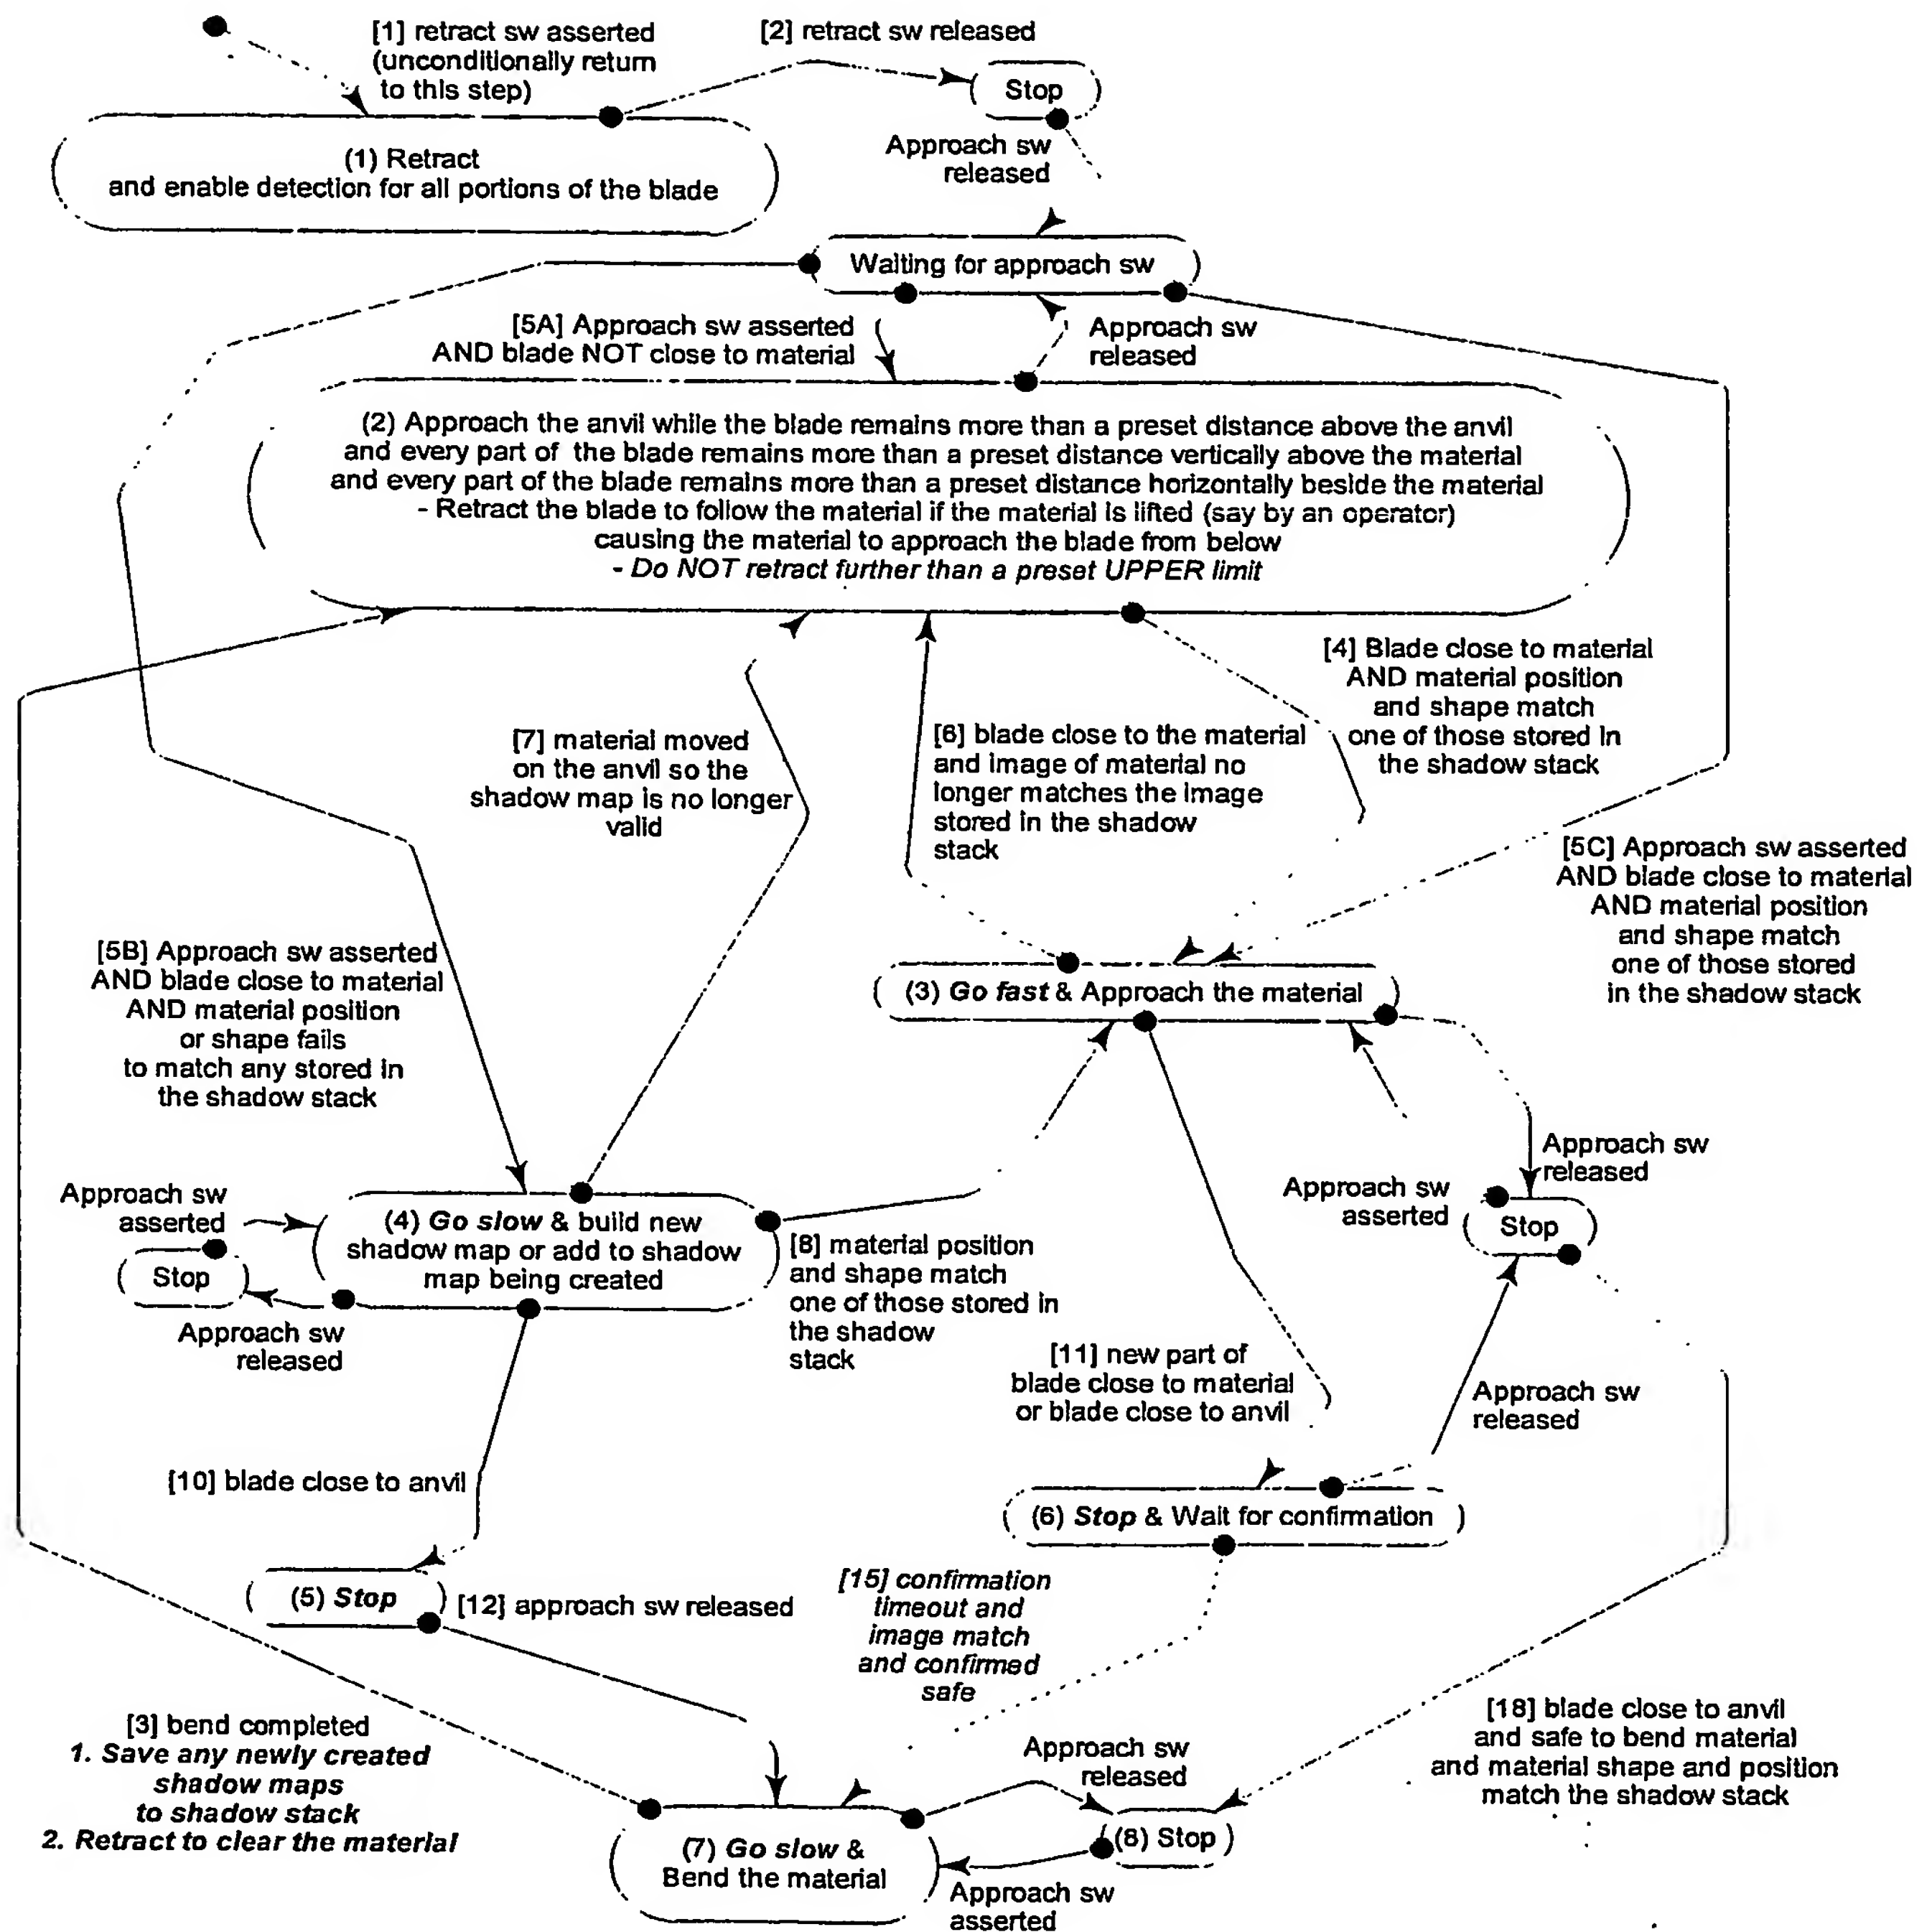 [1] retract sw asserted
(unconditionally return
to this step)
[2] retract sw released
Stop
(1) Retract
and enable detection for all portions of the blade
Approach sw
released
Waiting for approach sw
[5A] Approach sw asserted
AND blade NOT close to material
Approach sw
released
(2) Approach the anvil while the blade remains more than a preset distance above the anvil
and every part of the blade remains more than a preset distance vertically above the material
and every part of the blade remains more than a preset distance horizontally beside the material
- Retract the blade to follow the material if the material is lifted (say by an operator)
causing the material to approach the blade from below
- Do NOT retract further than a preset UPPER limit
[4] Blade close to material
AND material position
and shape match
one of those stored in
the shadow stack
[7] material moved
on the anvil so the
shadow map is no longer
valid
[6] blade close to the material
and image of material no
longer matches the image
stored in the shadow
stack
[5C] Approach sw asserted
AND blade close to material
AND material position
and shape match
one of those stored
in the shadow stack
[5B] Approach sw asserted
AND blade close to material
AND material position
or shape fails
to match any stored in
the shadow stack
(3) Go fast & Approach the material
Approach sw
released
Approach sw
asserted
Stop
Approach sw
asserted
Stop
Approach sw
released
(4) Go slow & build new
shadow map or add to shadow
map being created
[8] material position
and shape match
one of those stored in
the shadow
stack
[11] new part of
blade close to material
or blade close to anvil
Approach sw
released
[10] blade close to anvil
(6) Stop & Wait for confirmation
(5) Stop
[12] approach sw released
[15] confirmation
timeout and
image match
and confirmed
safe
[3] bend completed
1. Save any newly created
shadow maps
to shadow stack
2. Retract to clear the material
[18] blade close to anvil
and safe to bend material
and material shape and position
match the shadow stack
Approach sw
released
(7) Go slow &
Bend the material
(8) Stop
Approach sw
asserted